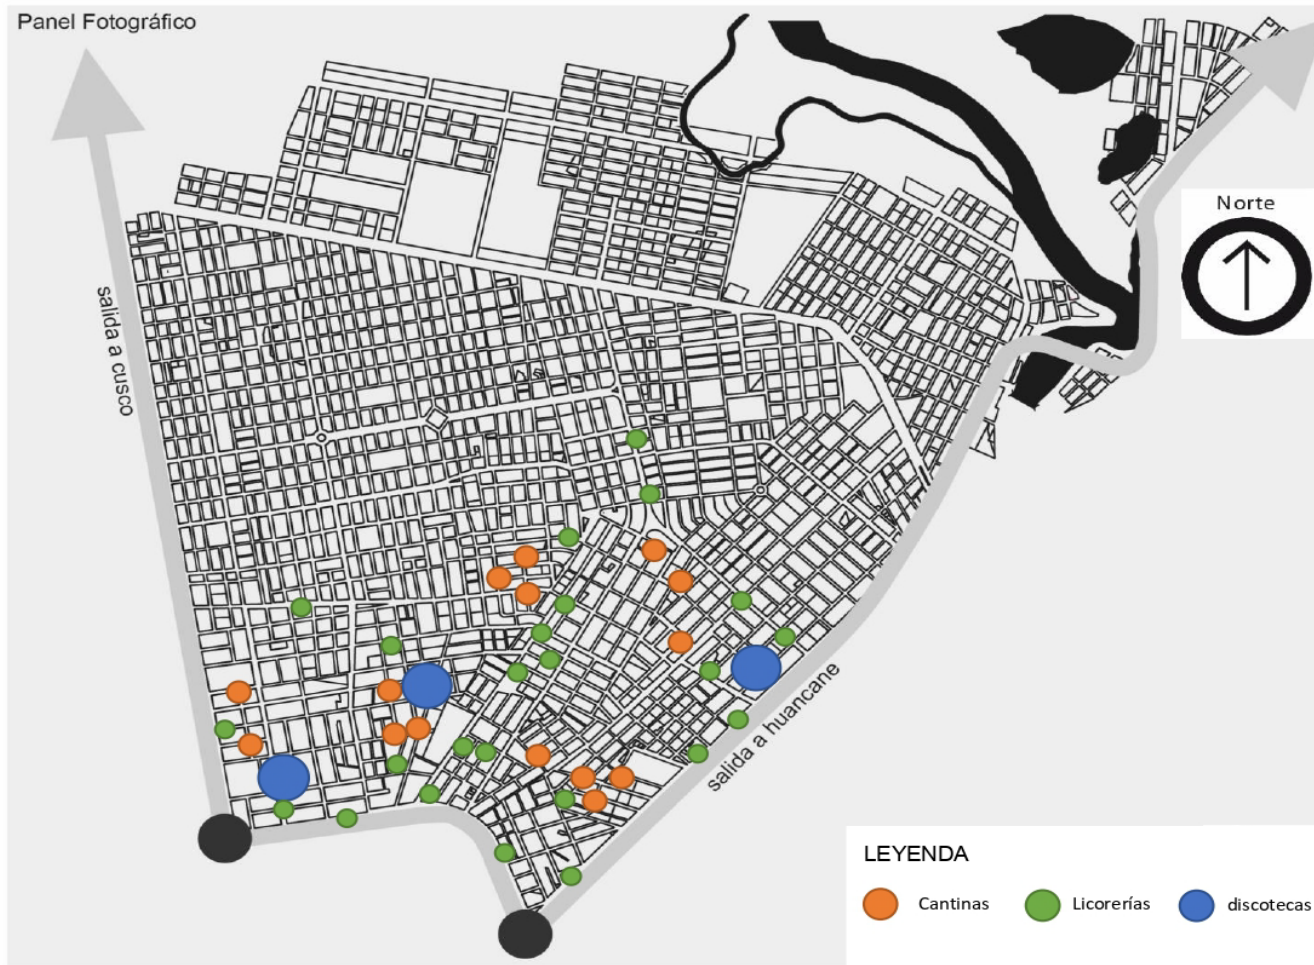 Panel Fotográfico
Norte
salida a cusco
salida a huancane
LEYENDA
Cantinas
Licorerías
discotecas